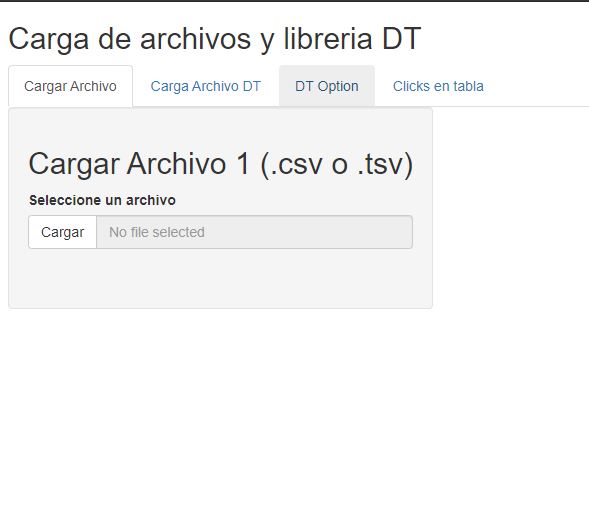 Carga de archivos y libreria DT
Cargar Archivo Carga Archivo DT DT Option Clicks en tabla
Cargar Archivo 1 (.csv o .tsv)
Seleccione un archivo
Cargar No file selected